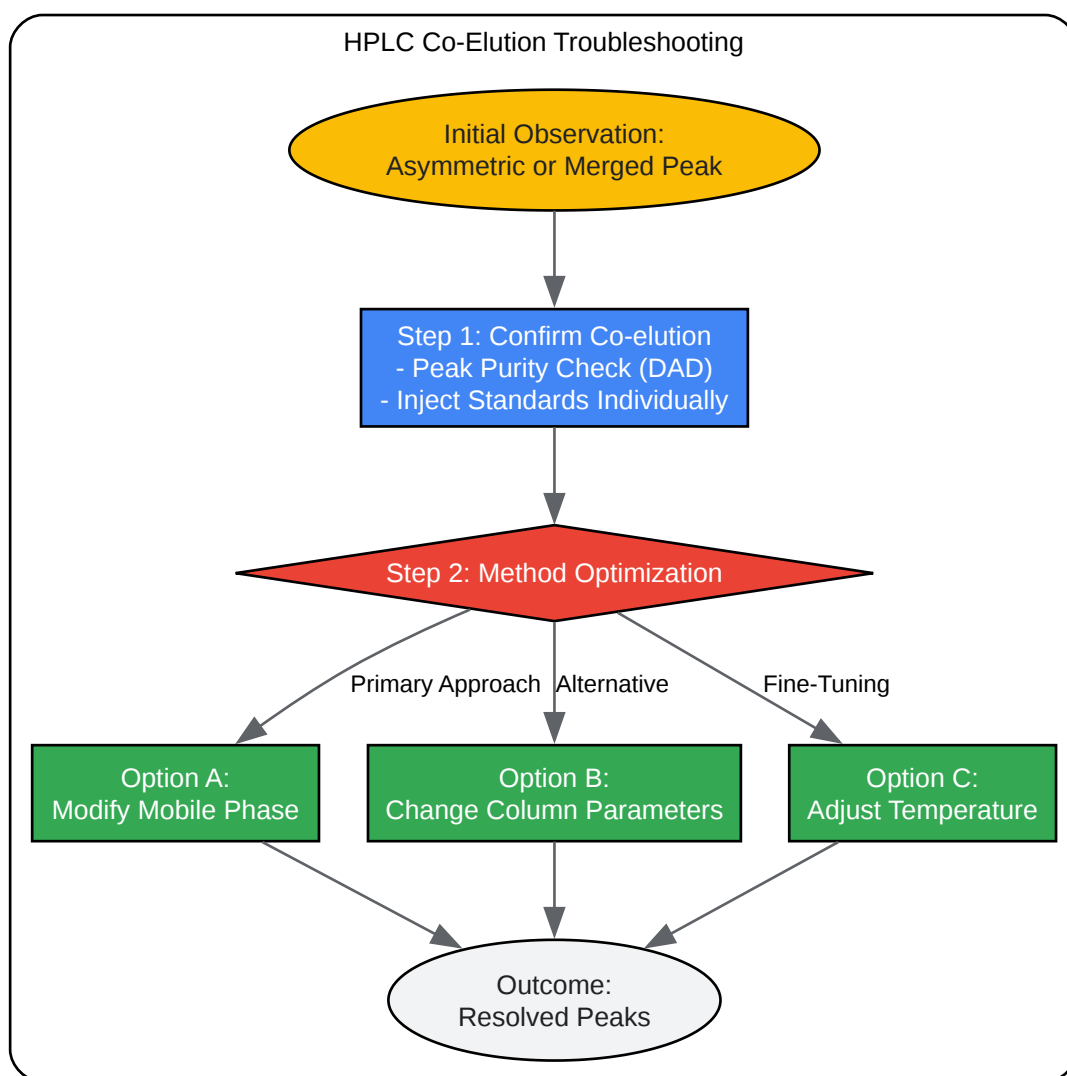 HPLC Co-Elution Troubleshooting
Initial Observation:
Asymmetric or Merged Peak
Step 1: Confirm Co-elution
- Peak Purity Check (DAD)
- Inject Standards Individually
Step 2: Method Optimization
Primary Approach
Alternative
Fine-Tuning
Option A:
Modify Mobile Phase
Option B:
Change Column Parameters
Option C:
Adjust Temperature
Outcome:
Resolved Peaks